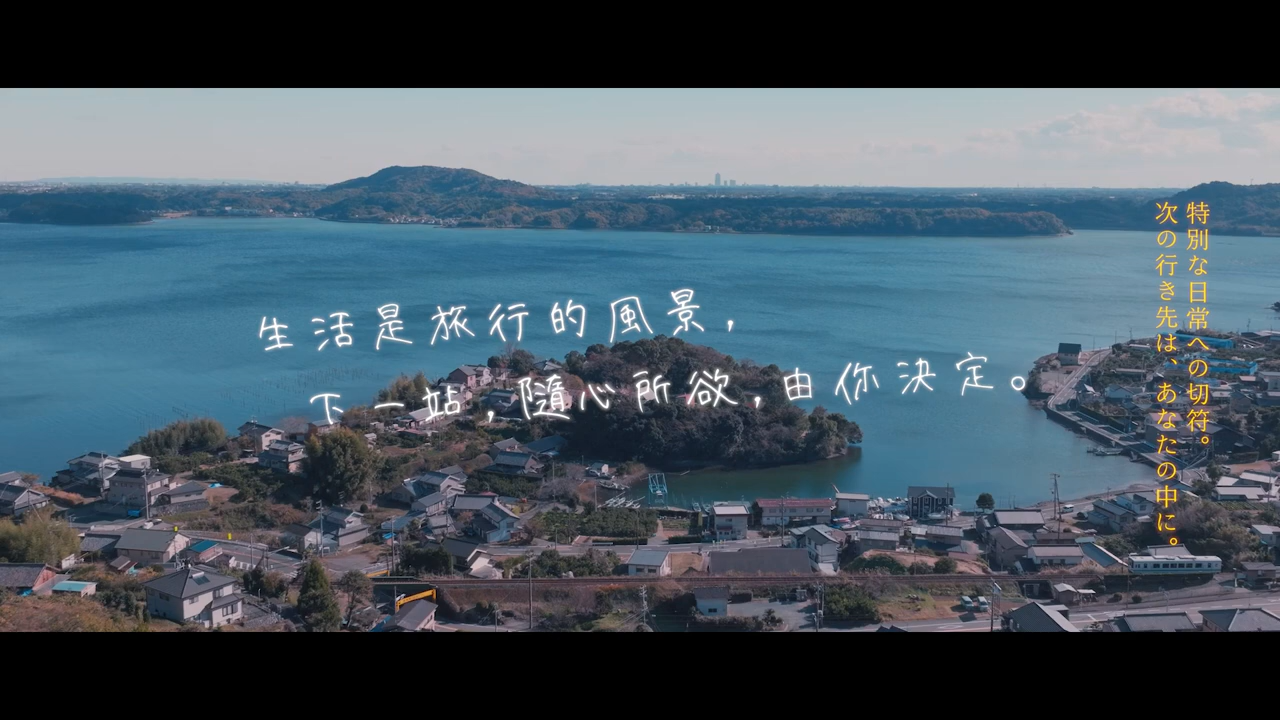 生活是旅行的風景，
下一站，隨心所欲，由你決定。
特別な日常への切符。
次の行き先は、あなたの中に。